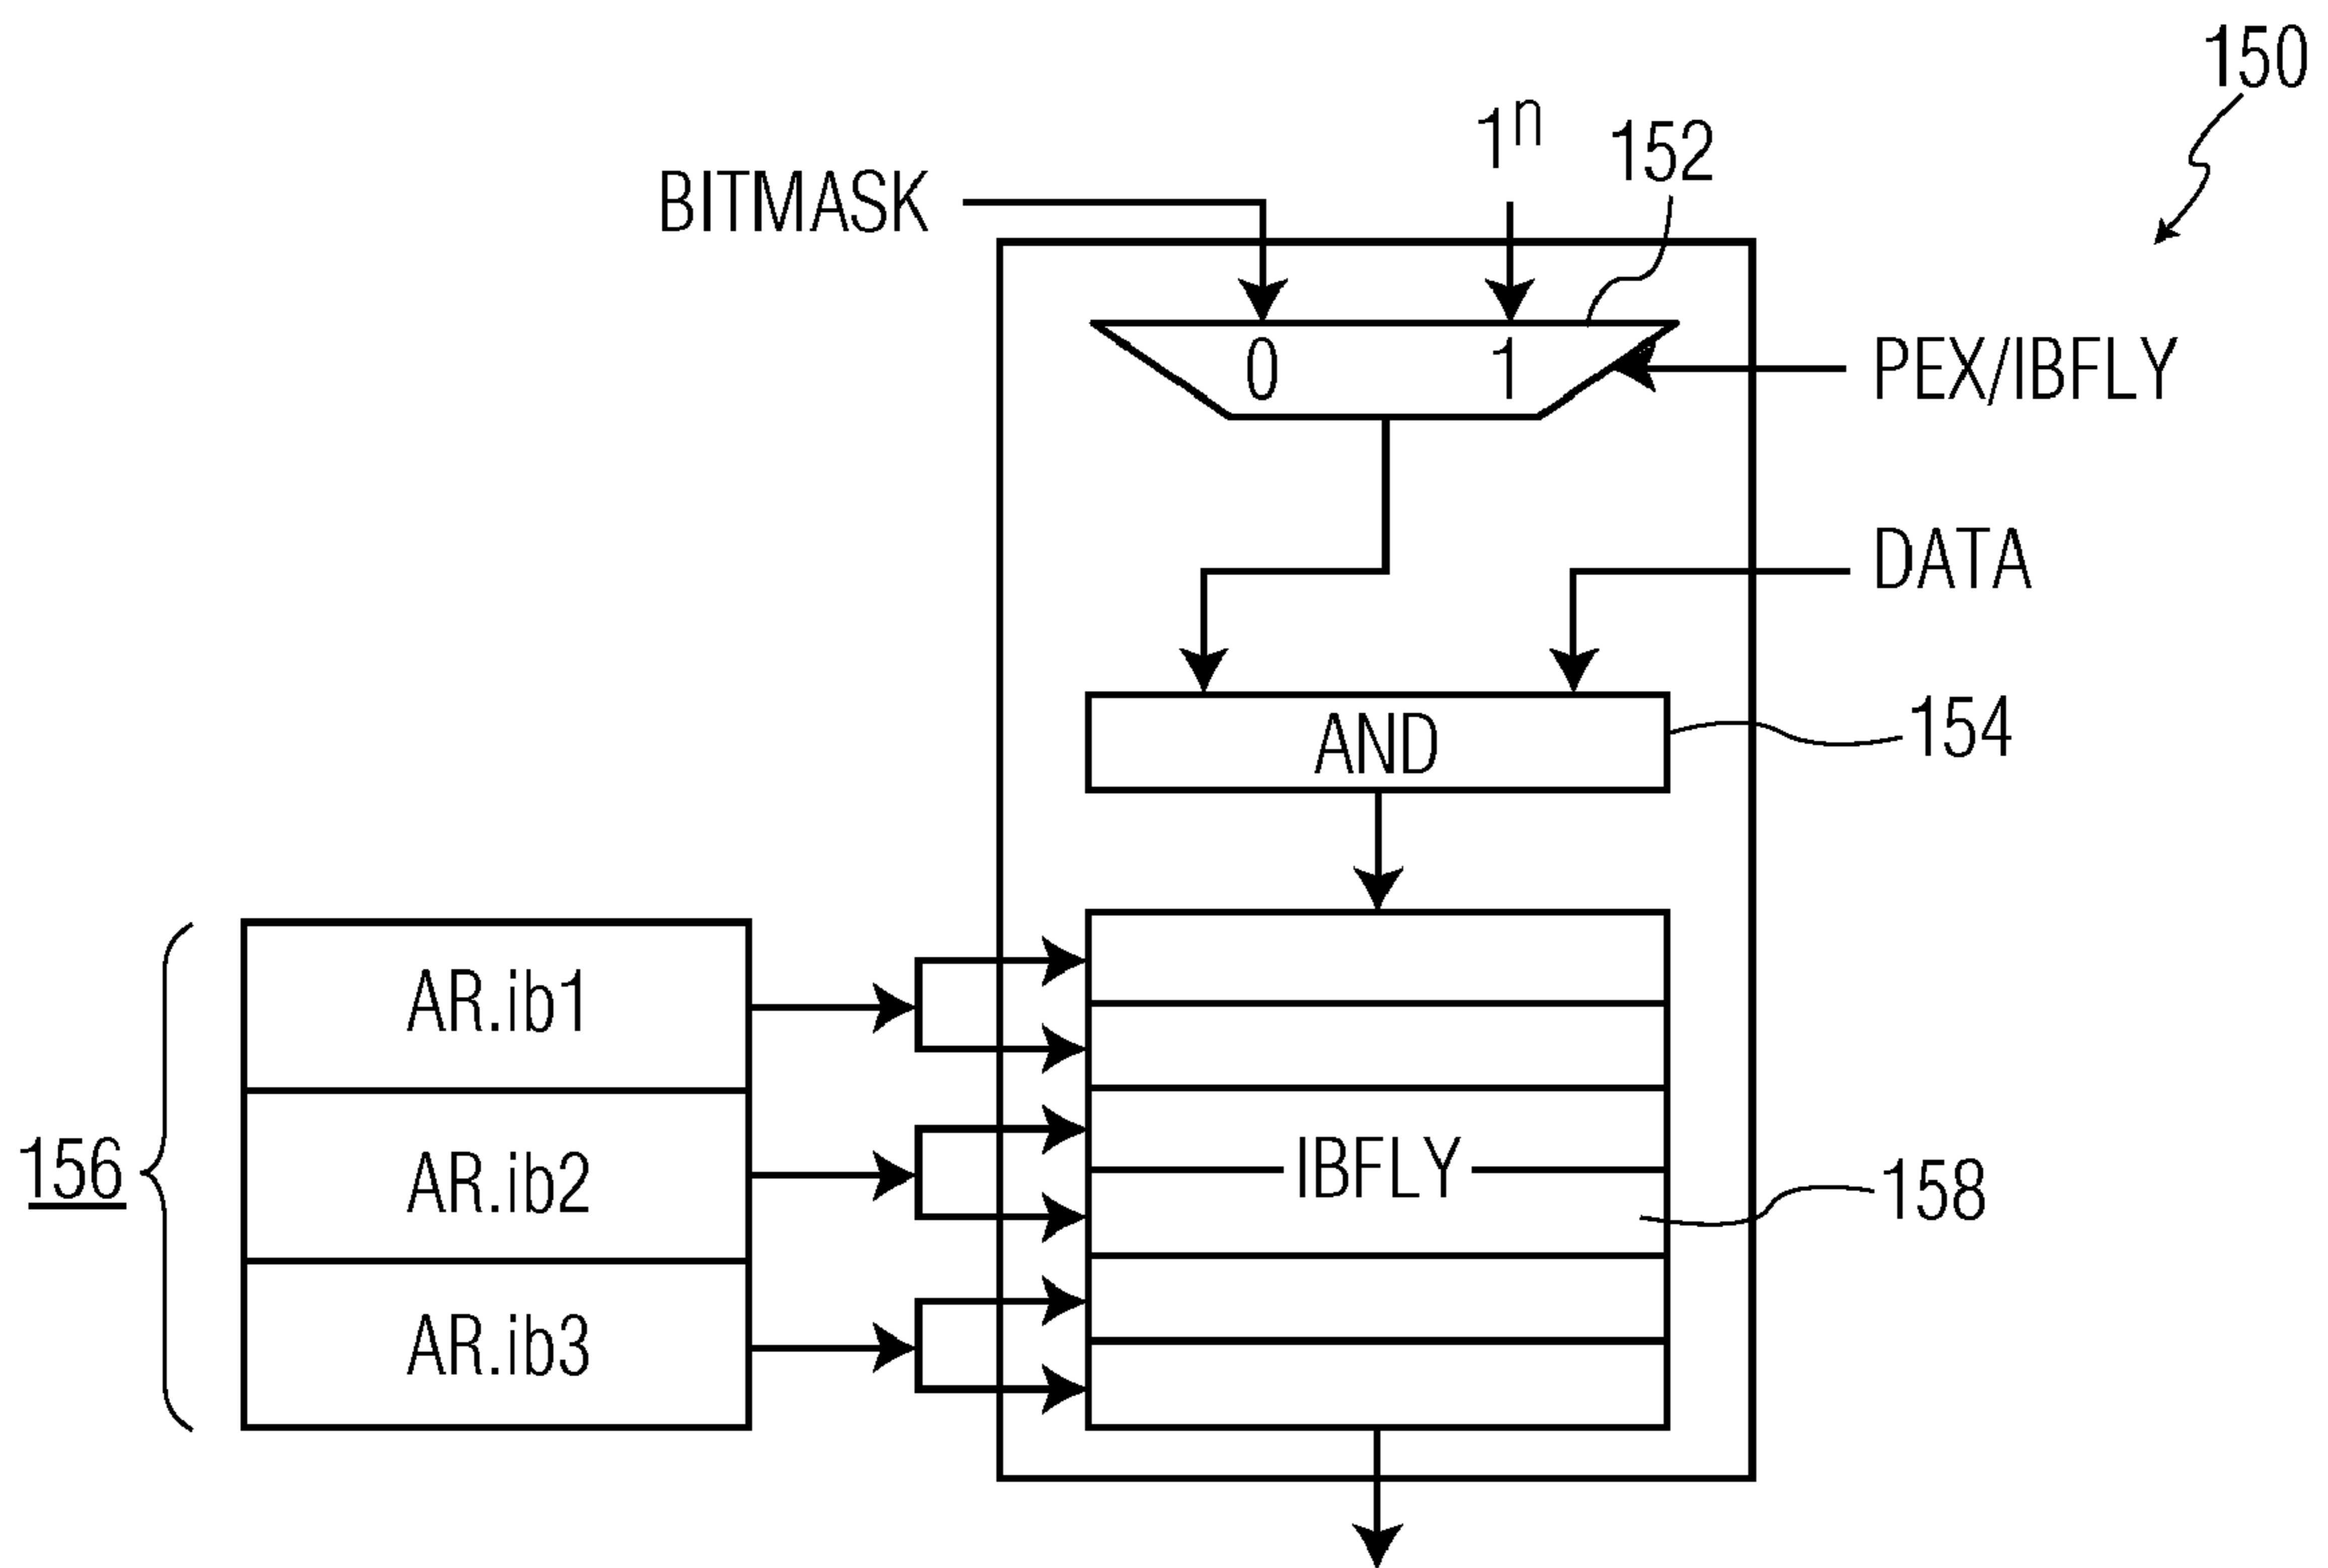 150
1ⁿ
152
BITMASK
0
1
PEX/IBFLY
DATA
AND
154
AR.ib1
AR.ib2
AR.ib3
156
IBFLY
158